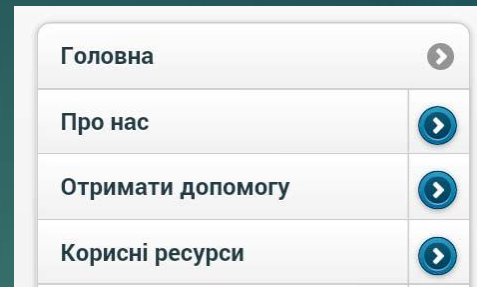 Головна
Про нас
Отримати допомогу
Корисні ресурси